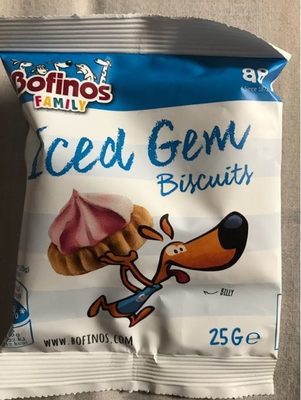 Bofinos
FAMILY
Iced Gem
Biscuits
BILLY
WWW.BOFINOS.COM
25G℮